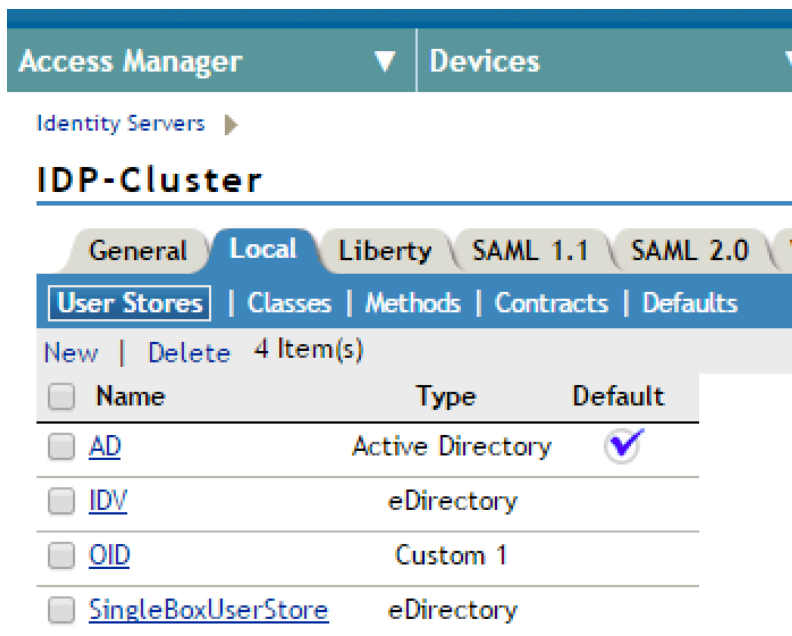 Access Manager ▼ Devices
Identity Servers
IDP-Cluster
General Local Liberty SAML 1.1 SAML 2.0
User Stores | Classes | Methods | Contracts | Defaults
New | Delete 4 Item(s)
Name Type Default
AD Active Directory
IDV eDirectory
OID Custom 1
SingleBoxUserStore eDirectory